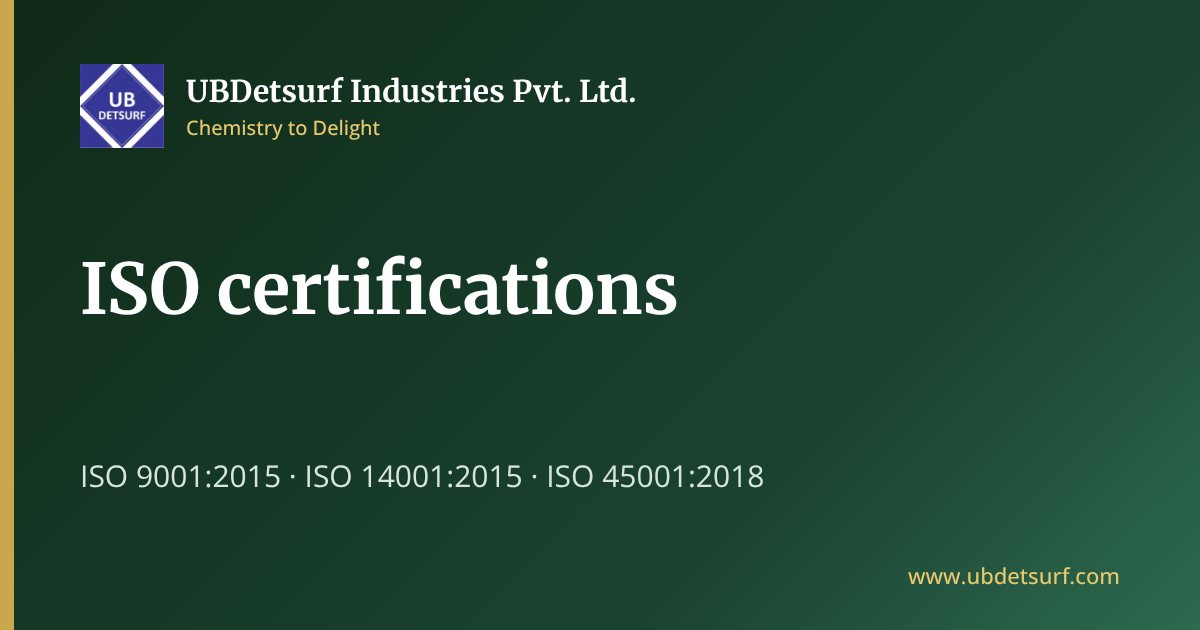 UB
DETSURF
UBDetsurf Industries Pvt. Ltd.
Chemistry to Delight
ISO certifications
ISO 9001:2015 · ISO 14001:2015 · ISO 45001:2018
www.ubdetsurf.com